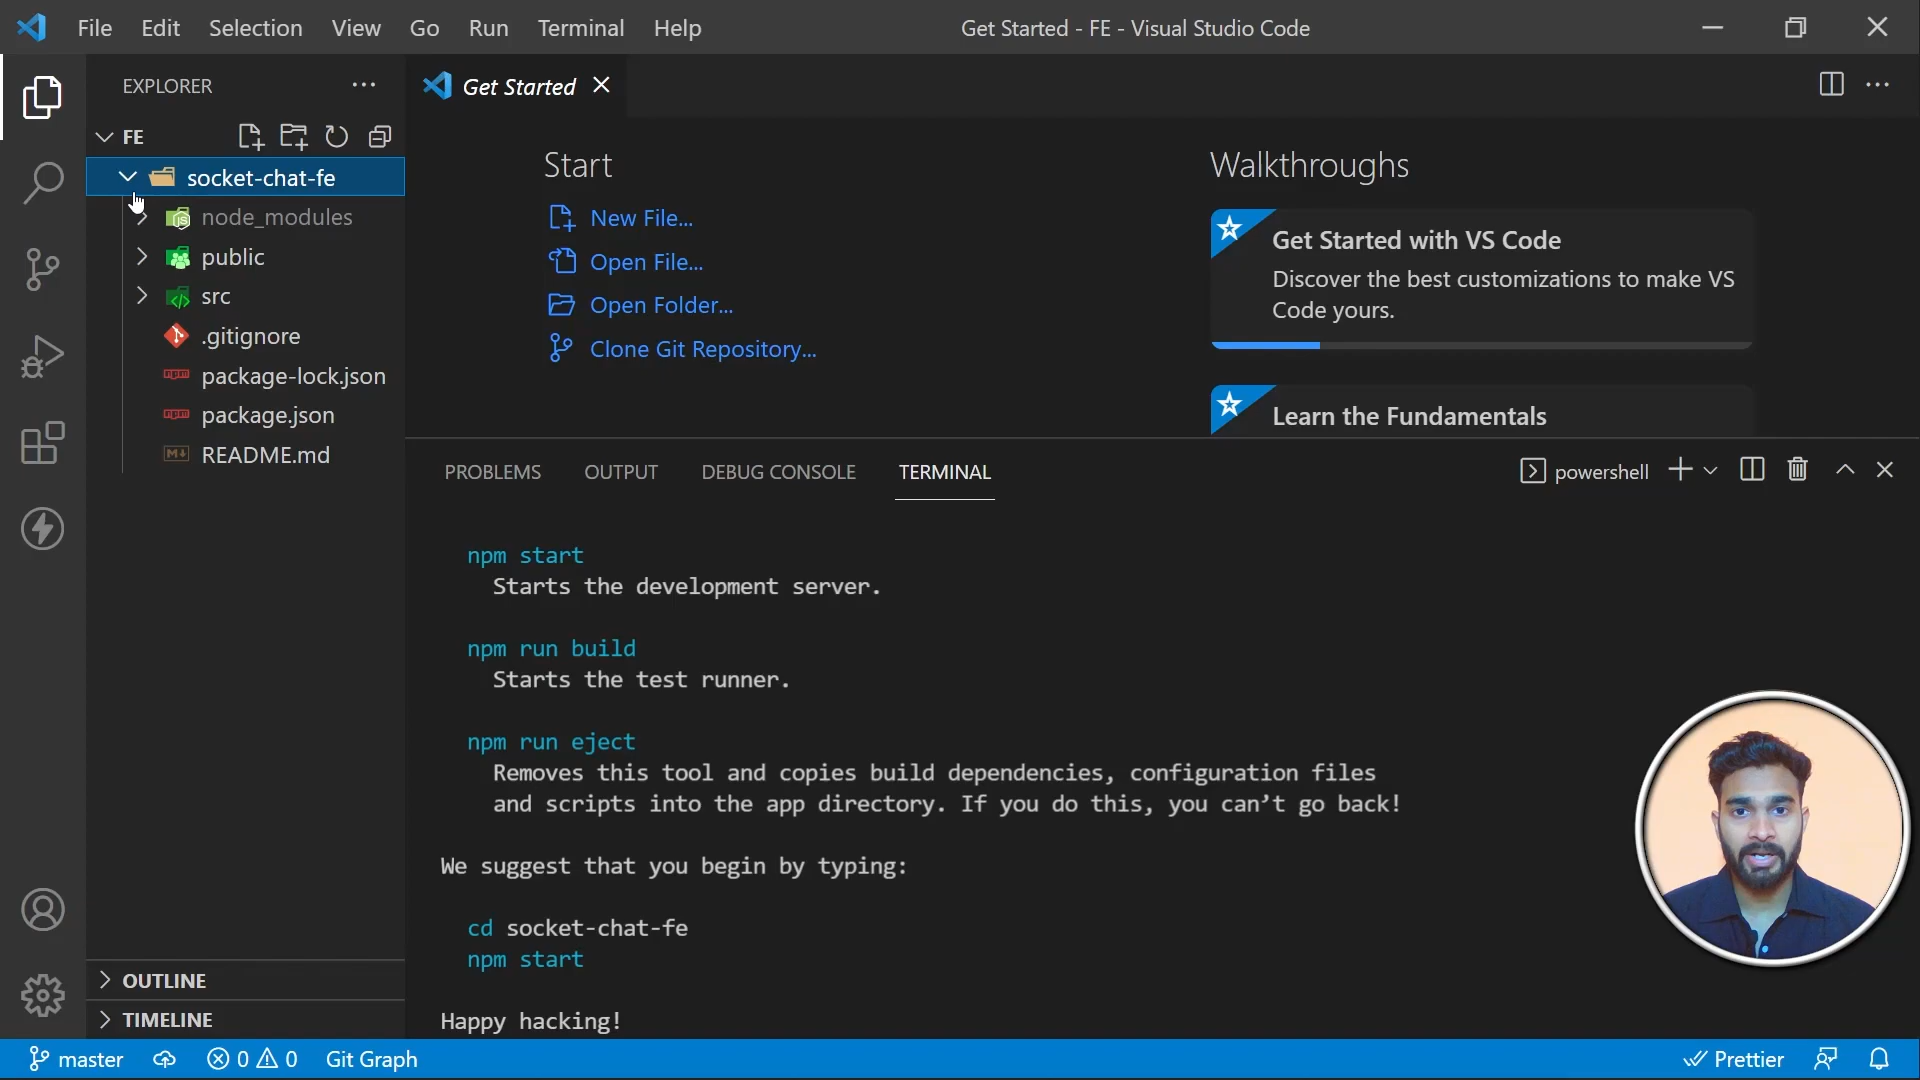 File Edit Selection View Go Run Terminal Help
Get Started - FE - Visual Studio Code
EXPLORER
FE
socket-chat-fe
node_modules
public
src
.gitignore
package-lock.json
package.json
README.md
OUTLINE
TIMELINE
Get Started
Start
New File...
Open File...
Open Folder...
Clone Git Repository...
Walkthroughs
Get Started with VS Code
Discover the best customizations to make VS
Code yours.
Learn the Fundamentals
PROBLEMS OUTPUT DEBUG CONSOLE TERMINAL
powershell
npm start
Starts the development server.
npm run build
Starts the test runner.
npm run eject
Removes this tool and copies build dependencies, configuration files
and scripts into the app directory. If you do this, you can’t go back!
We suggest that you begin by typing:
cd socket-chat-fe
npm start
Happy hacking!
master 0 0 Git Graph
Prettier